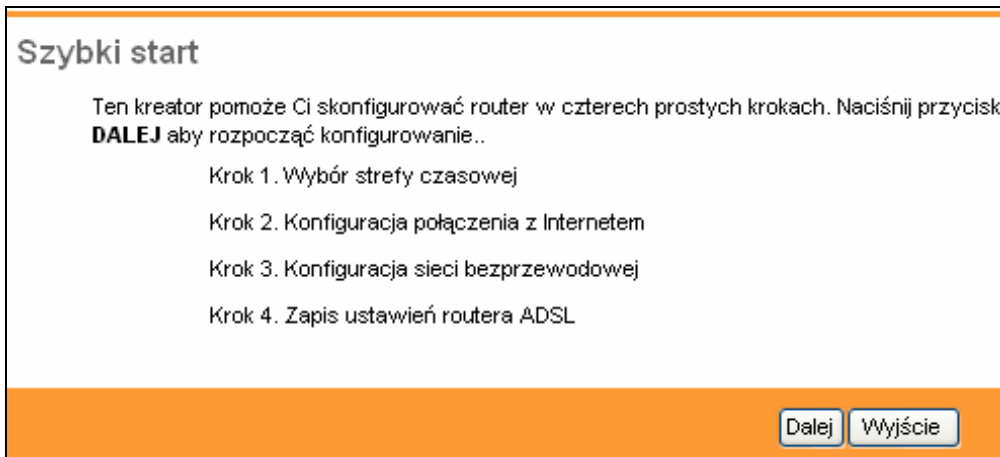 Szybki start
Ten kreator pomoże Ci skonfigurować router w czterech prostych krokach. Naciśnij przycisk
DALEJ aby rozpocząć konfigurowanie..
Krok 1. Wybór strefy czasowej
Krok 2. Konfiguracja połączenia z Internetem
Krok 3. Konfiguracja sieci bezprzewodowej
Krok 4. Zapis ustawień routera ADSL
Dalej Wyjście